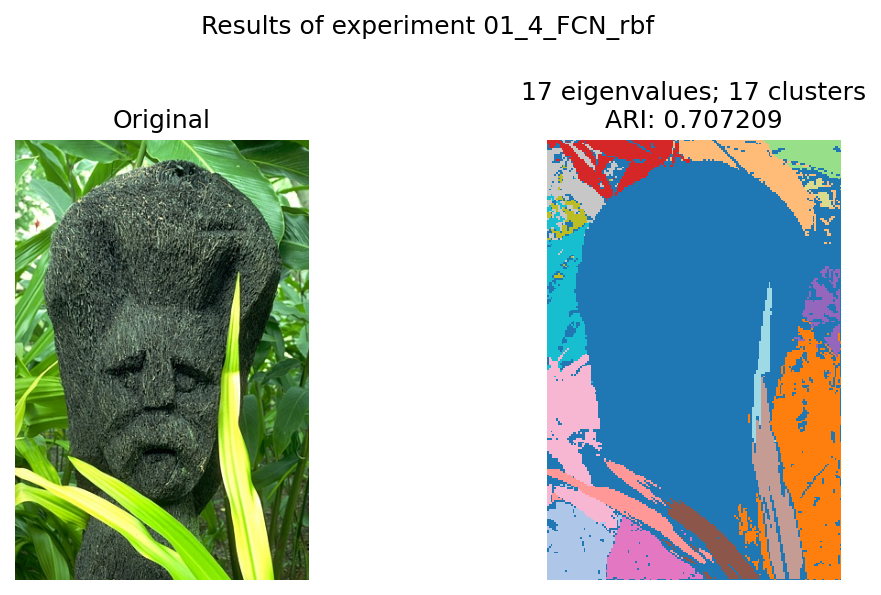 Results of experiment 01_4_FCN_rbf
Original
17 eigenvalues; 17 clusters
ARI: 0.707209